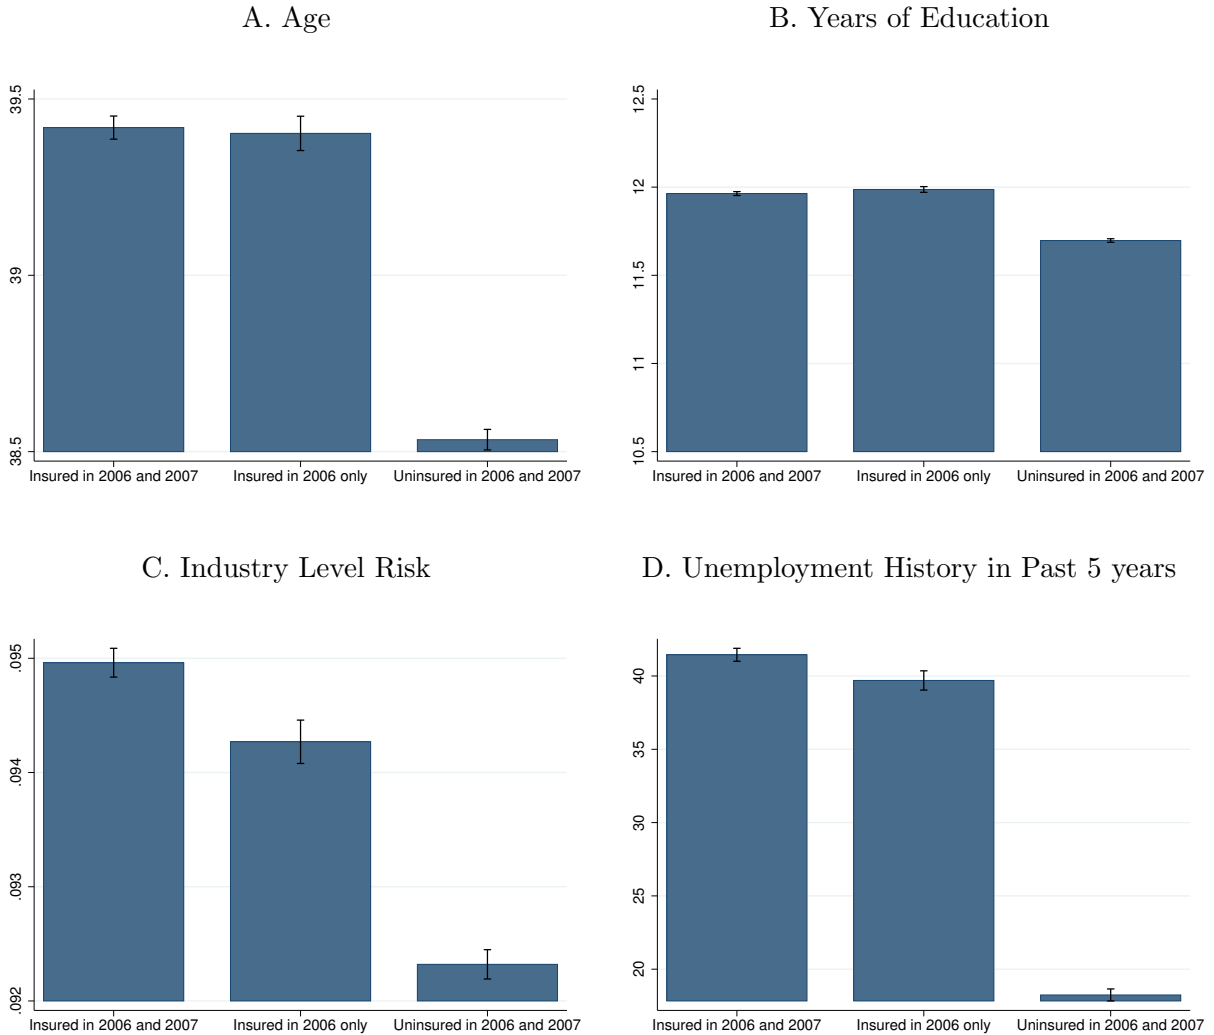 A. Age
39.5
39
38.5
Insured in 2006 and 2007 Insured in 2006 only Uninsured in 2006 and 2007
B. Years of Education
12.5
12
11.5
11
10.5
Insured in 2006 and 2007 Insured in 2006 only Uninsured in 2006 and 2007
C. Industry Level Risk
.095
.094
.093
.092
Insured in 2006 and 2007 Insured in 2006 only Uninsured in 2006 and 2007
D. Unemployment History in Past 5 years
40
35
30
25
20
Insured in 2006 and 2007 Insured in 2006 only Uninsured in 2006 and 2007